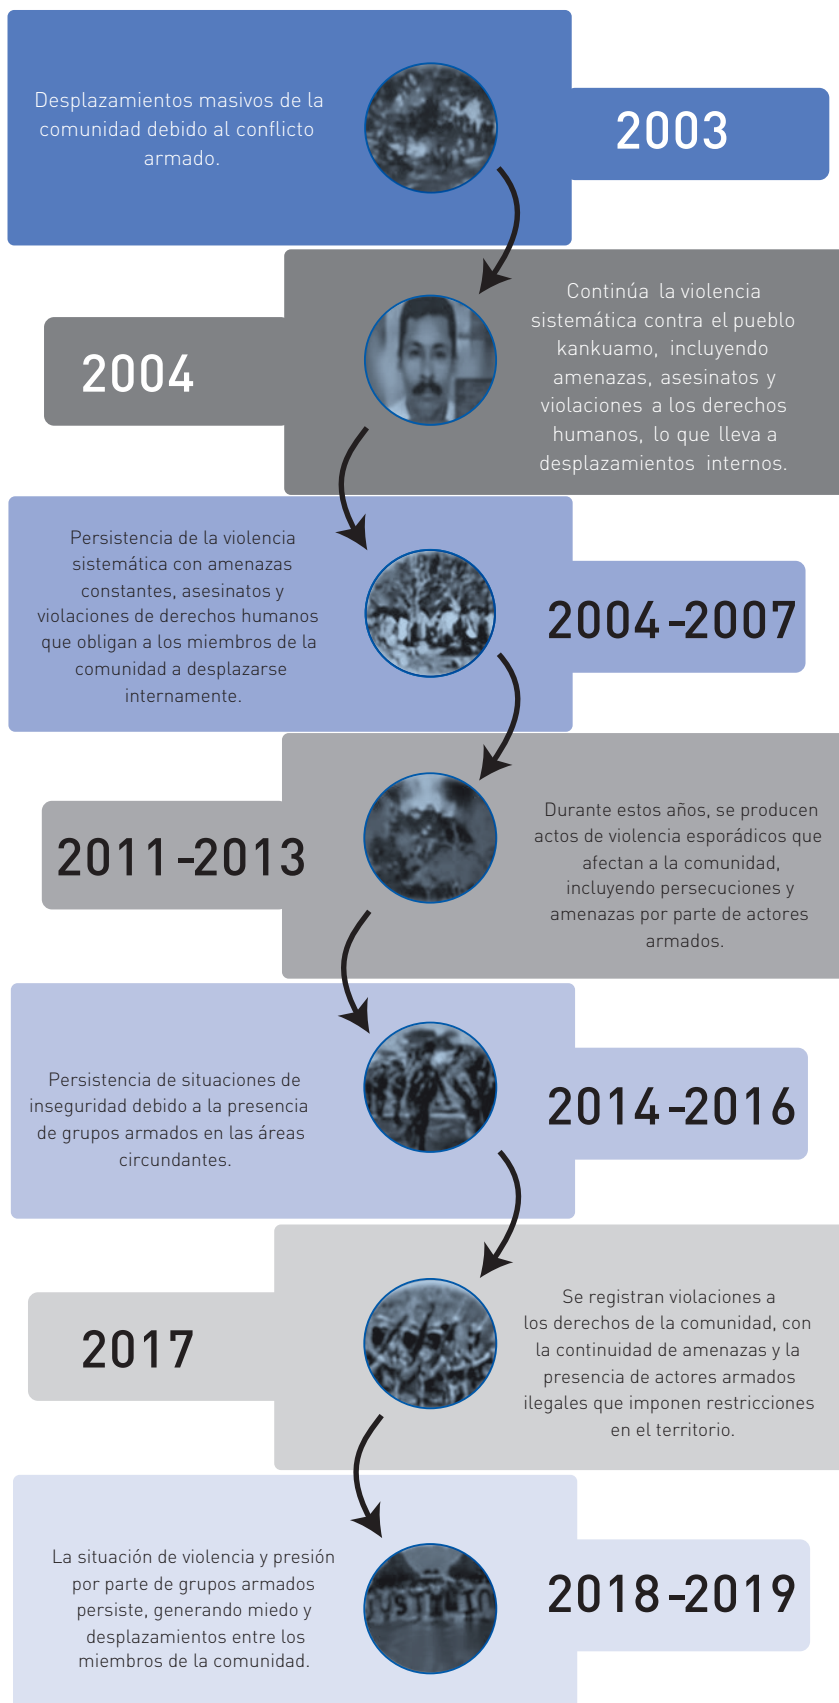 Desplazamientos masivos de la
comunidad debido al conflicto
armado.
2003
2004
Continúa la violencia
sistemática contra el pueblo
kankuamo, incluyendo
amenazas, asesinatos y
violaciones a los derechos
humanos, lo que lleva a
desplazamientos internos.
Persistencia de la violencia
sistemática con amenazas
constantes, asesinatos y
violaciones de derechos humanos
que obligan a los miembros de la
comunidad a desplazarse
internamente.
2004-2007
2011-2013
Durante estos años, se producen
actos de violencia esporádicos que
afectan a la comunidad,
incluyendo persecuciones y
amenazas por parte de actores
armados.
Persistencia de situaciones de
inseguridad debido a la presencia
de grupos armados en las áreas
circundantes.
2014-2016
2017
Se registran violaciones a
los derechos de la comunidad, con
la continuidad de amenazas y la
presencia de actores armados
ilegales que imponen restricciones
en el territorio.
La situación de violencia y presión
por parte de grupos armados
persiste, generando miedo y
desplazamientos entre los
miembros de la comunidad.
2018-2019